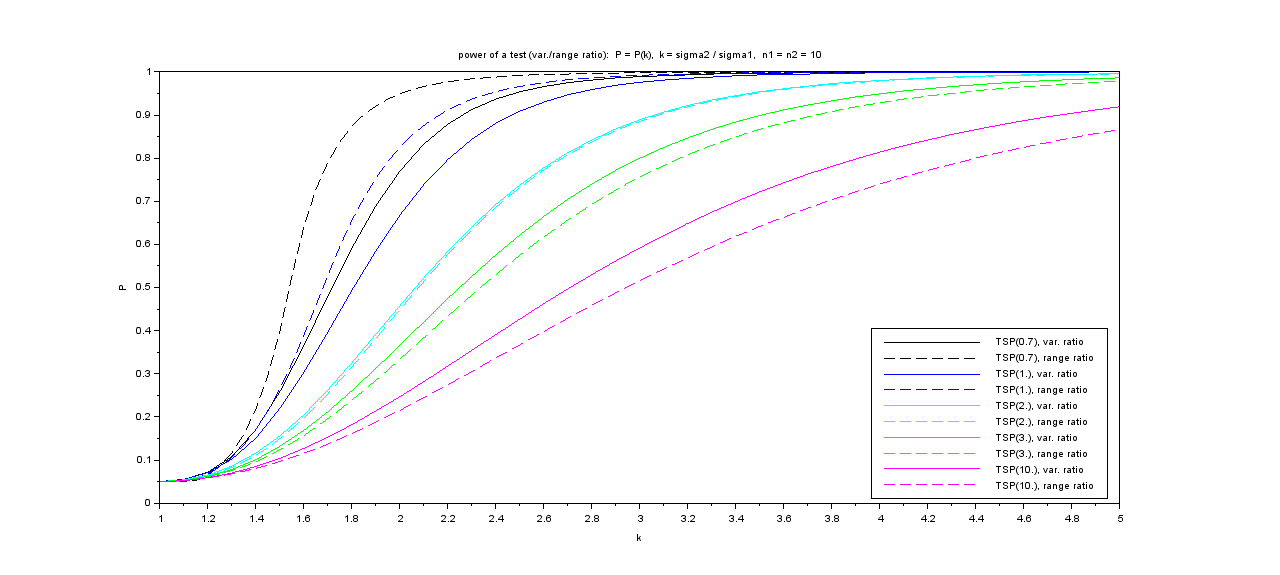 power of a test (var./range ratio):  P = P(k),  k = sigma2 / sigma1,  n1 = n2 = 10
1
0.9
0.8
0.7
0.6
0.5
P
0.4
0.3
0.2
0.1
0
TSP(0.7), var. ratio
TSP(0.7), range ratio
TSP(1.), var. ratio
TSP(1.), range ratio
TSP(2.), var. ratio
TSP(2.), range ratio
TSP(3.), var. ratio
TSP(3.), range ratio
TSP(10.), var. ratio
TSP(10.), range ratio
1 1.2 1.4 1.6 1.8 2 2.2 2.4 2.6 2.8 3 3.2 3.4 3.6 3.8 4 4.2 4.4 4.6 4.8 5
k